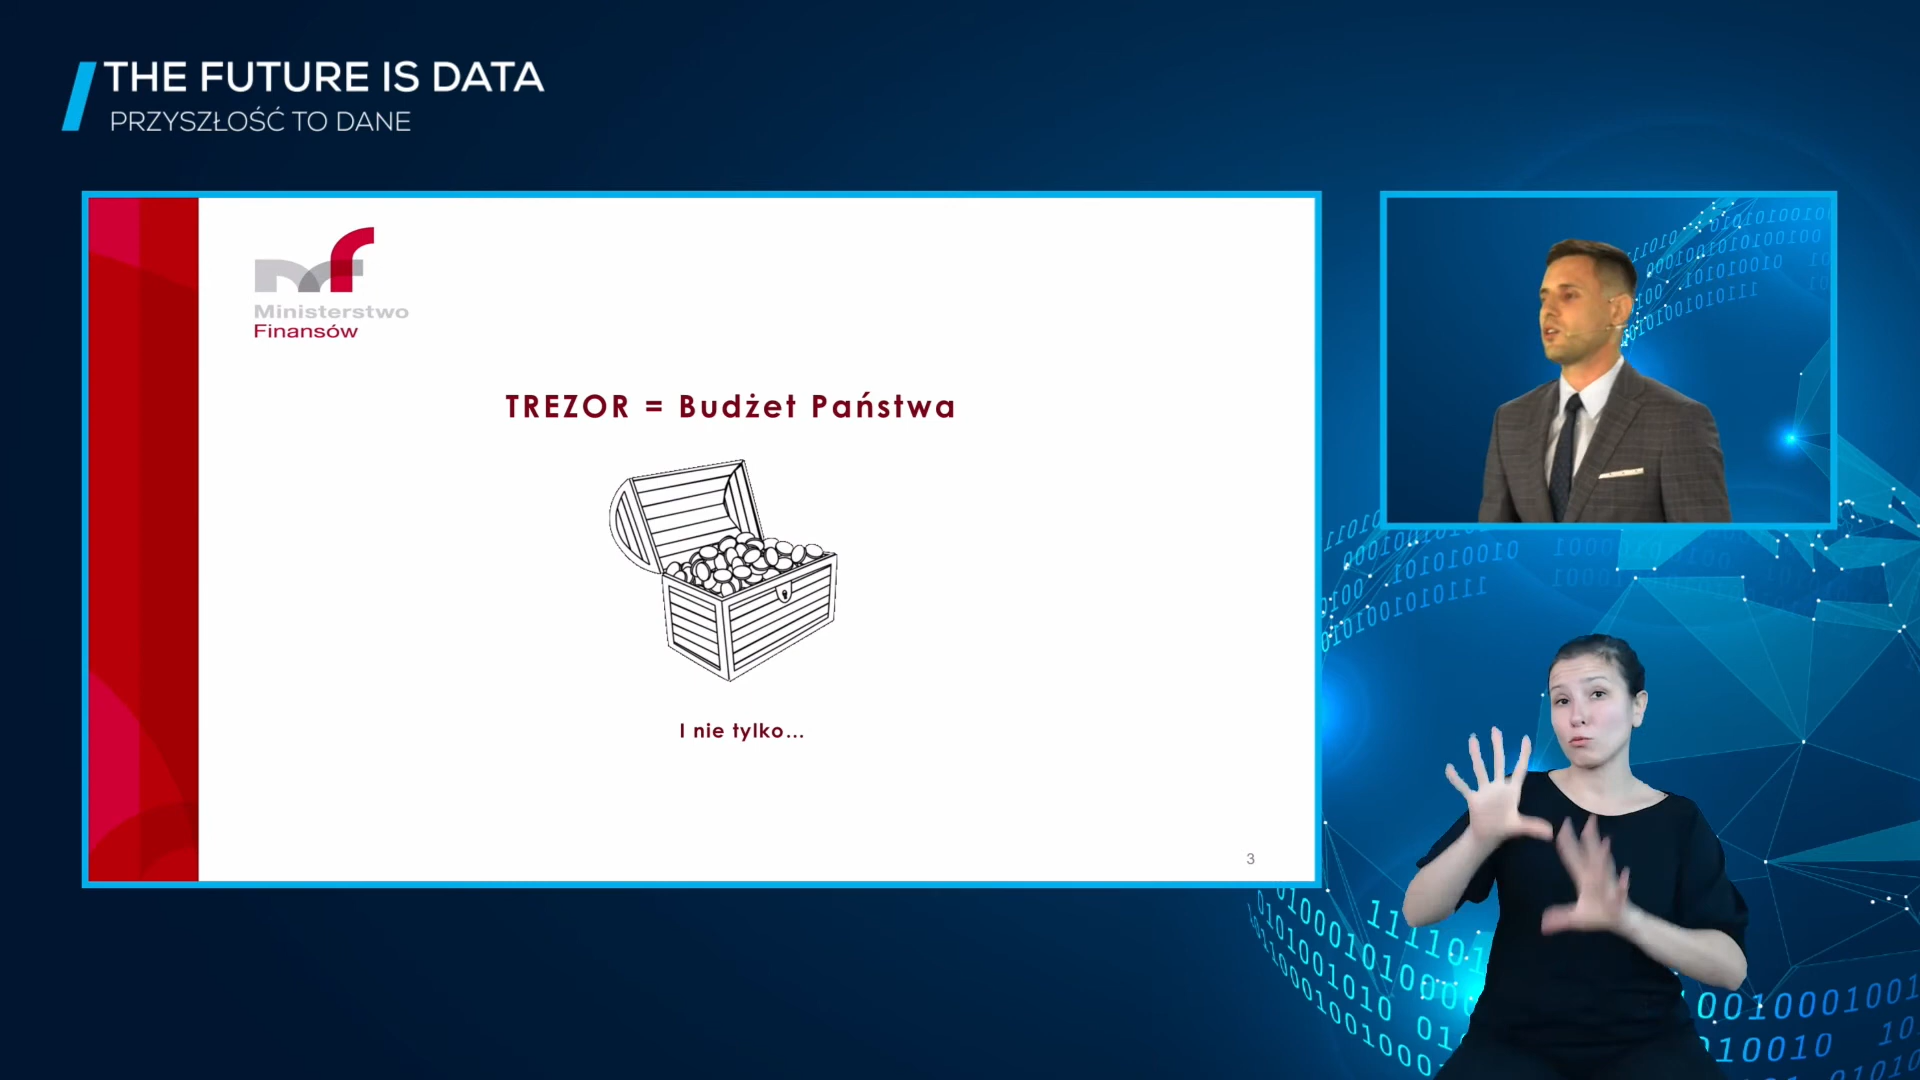 THE FUTURE IS DATA
PRZYSZŁOŚĆ TO DANE
Ministerstwo
Finansów
TREZOR = Budżet Państwa
I nie tylko...
3